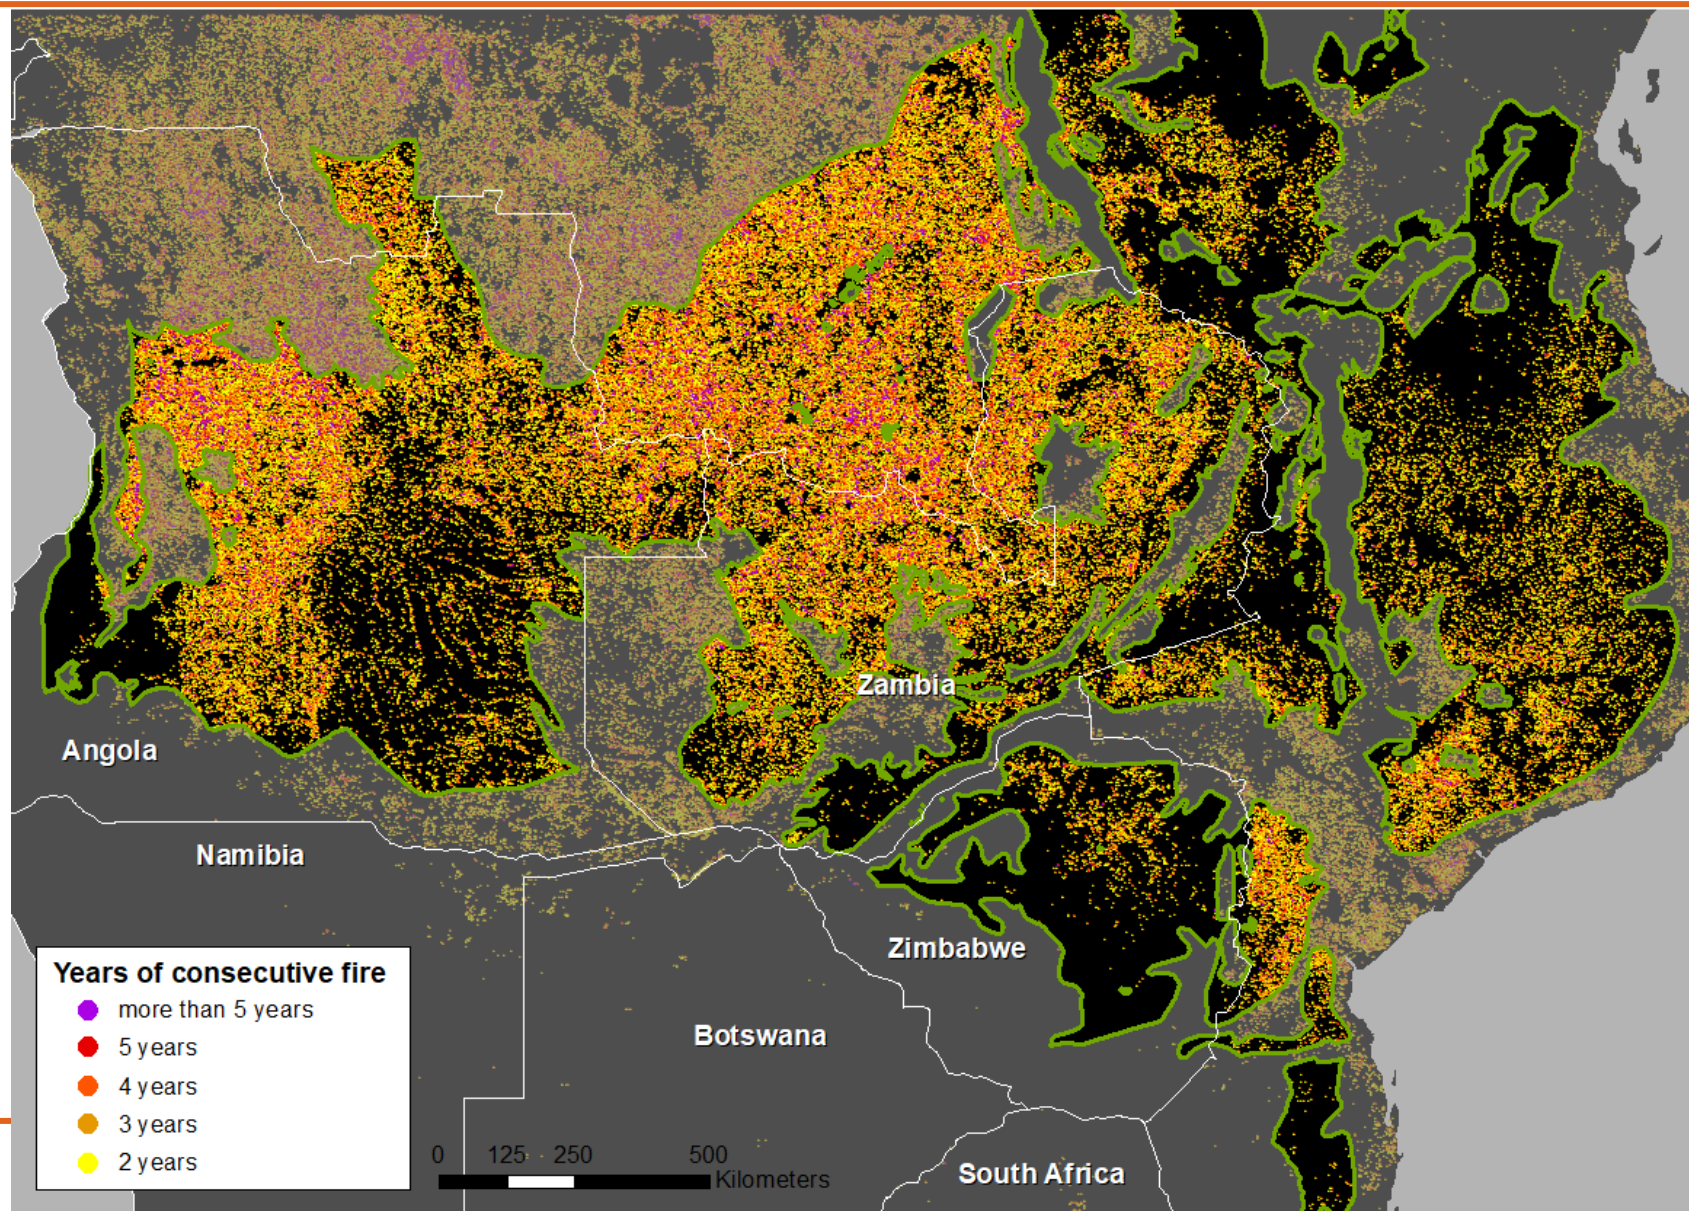 Zambia
Angola
Namibia
Zimbabwe
Botswana
South Africa
Years of consecutive fire
more than 5 years
5 years
4 years
3 years
2 years
0 125 250 500
Kilometers